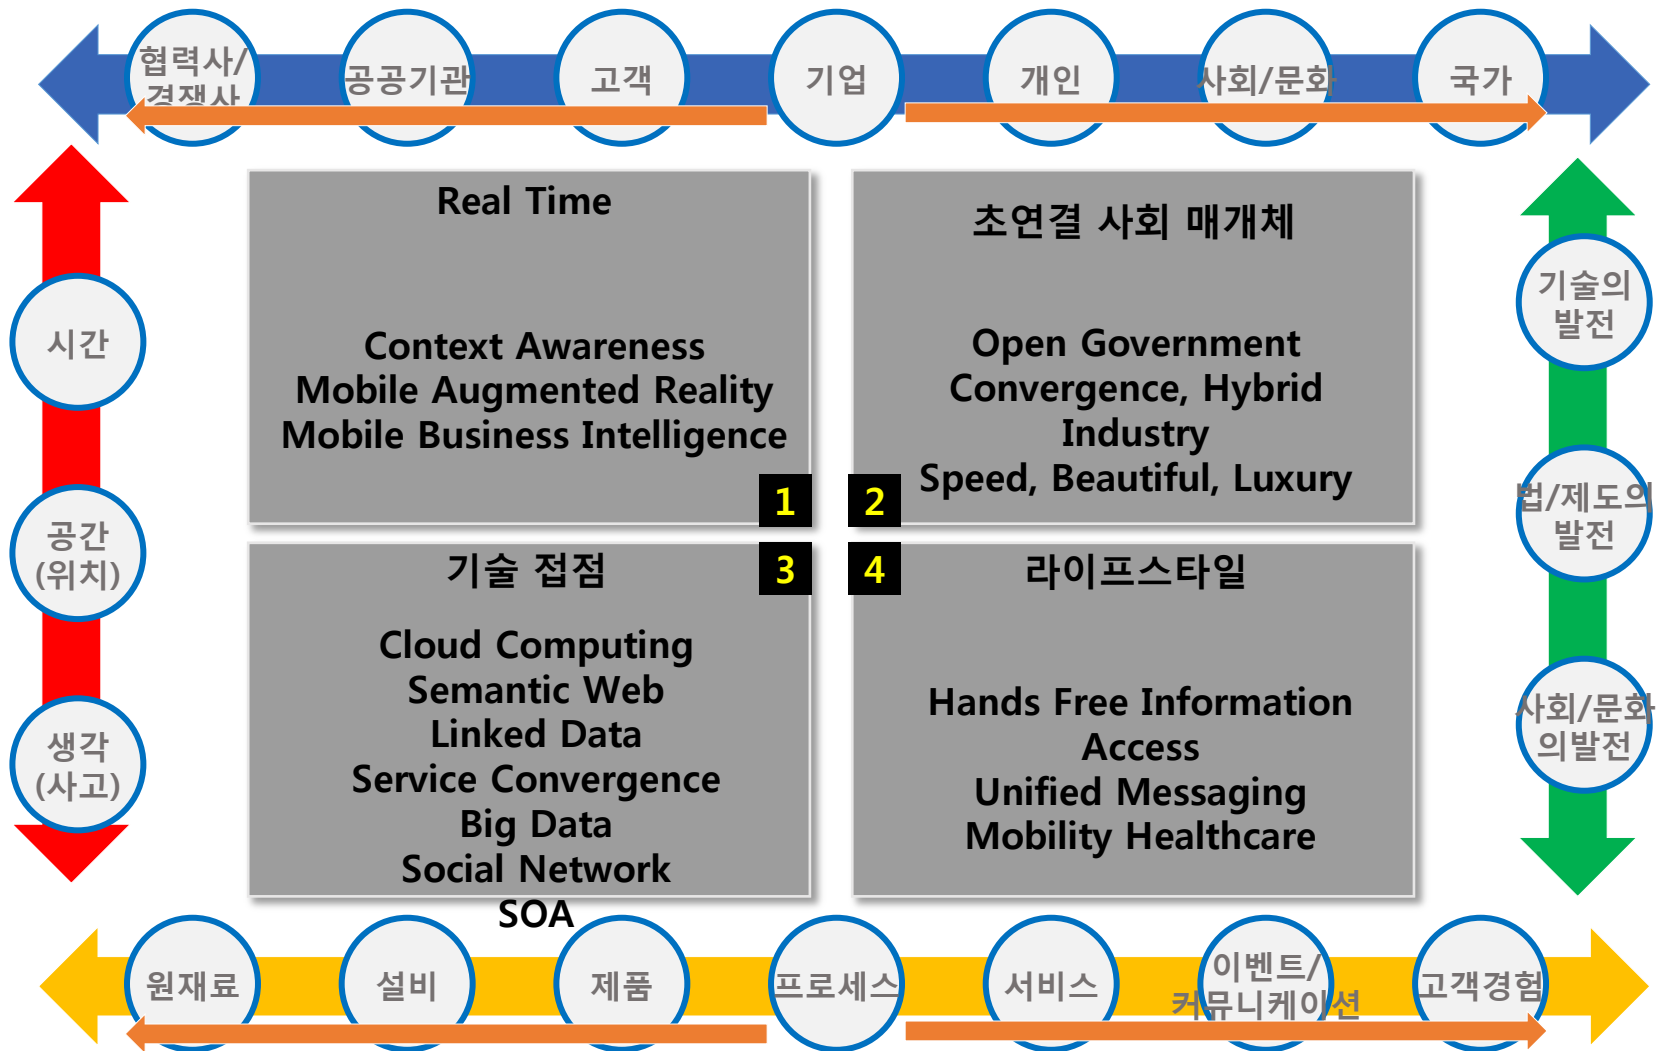 협력사/
경쟁사
공공기관
고객
기업
개인
사회/문화
국가
시간
공간
(위치)
생각
(사고)
Real Time
Context Awareness
Mobile Augmented Reality
Mobile Business Intelligence
1
초연결 사회 매개체
Open Government
Convergence, Hybrid
Industry
Speed, Beautiful, Luxury
2
기술 접점
Cloud Computing
Semantic Web
Linked Data
Service Convergence
Big Data
Social Network
SOA
3
라이프스타일
Hands Free Information
Access
Unified Messaging
Mobility Healthcare
4
기술의
발전
법/제도의
발전
사회/문화
의발전
원재료
설비
제품
프로세스
서비스
이벤트/
커뮤니케이션
고객경험